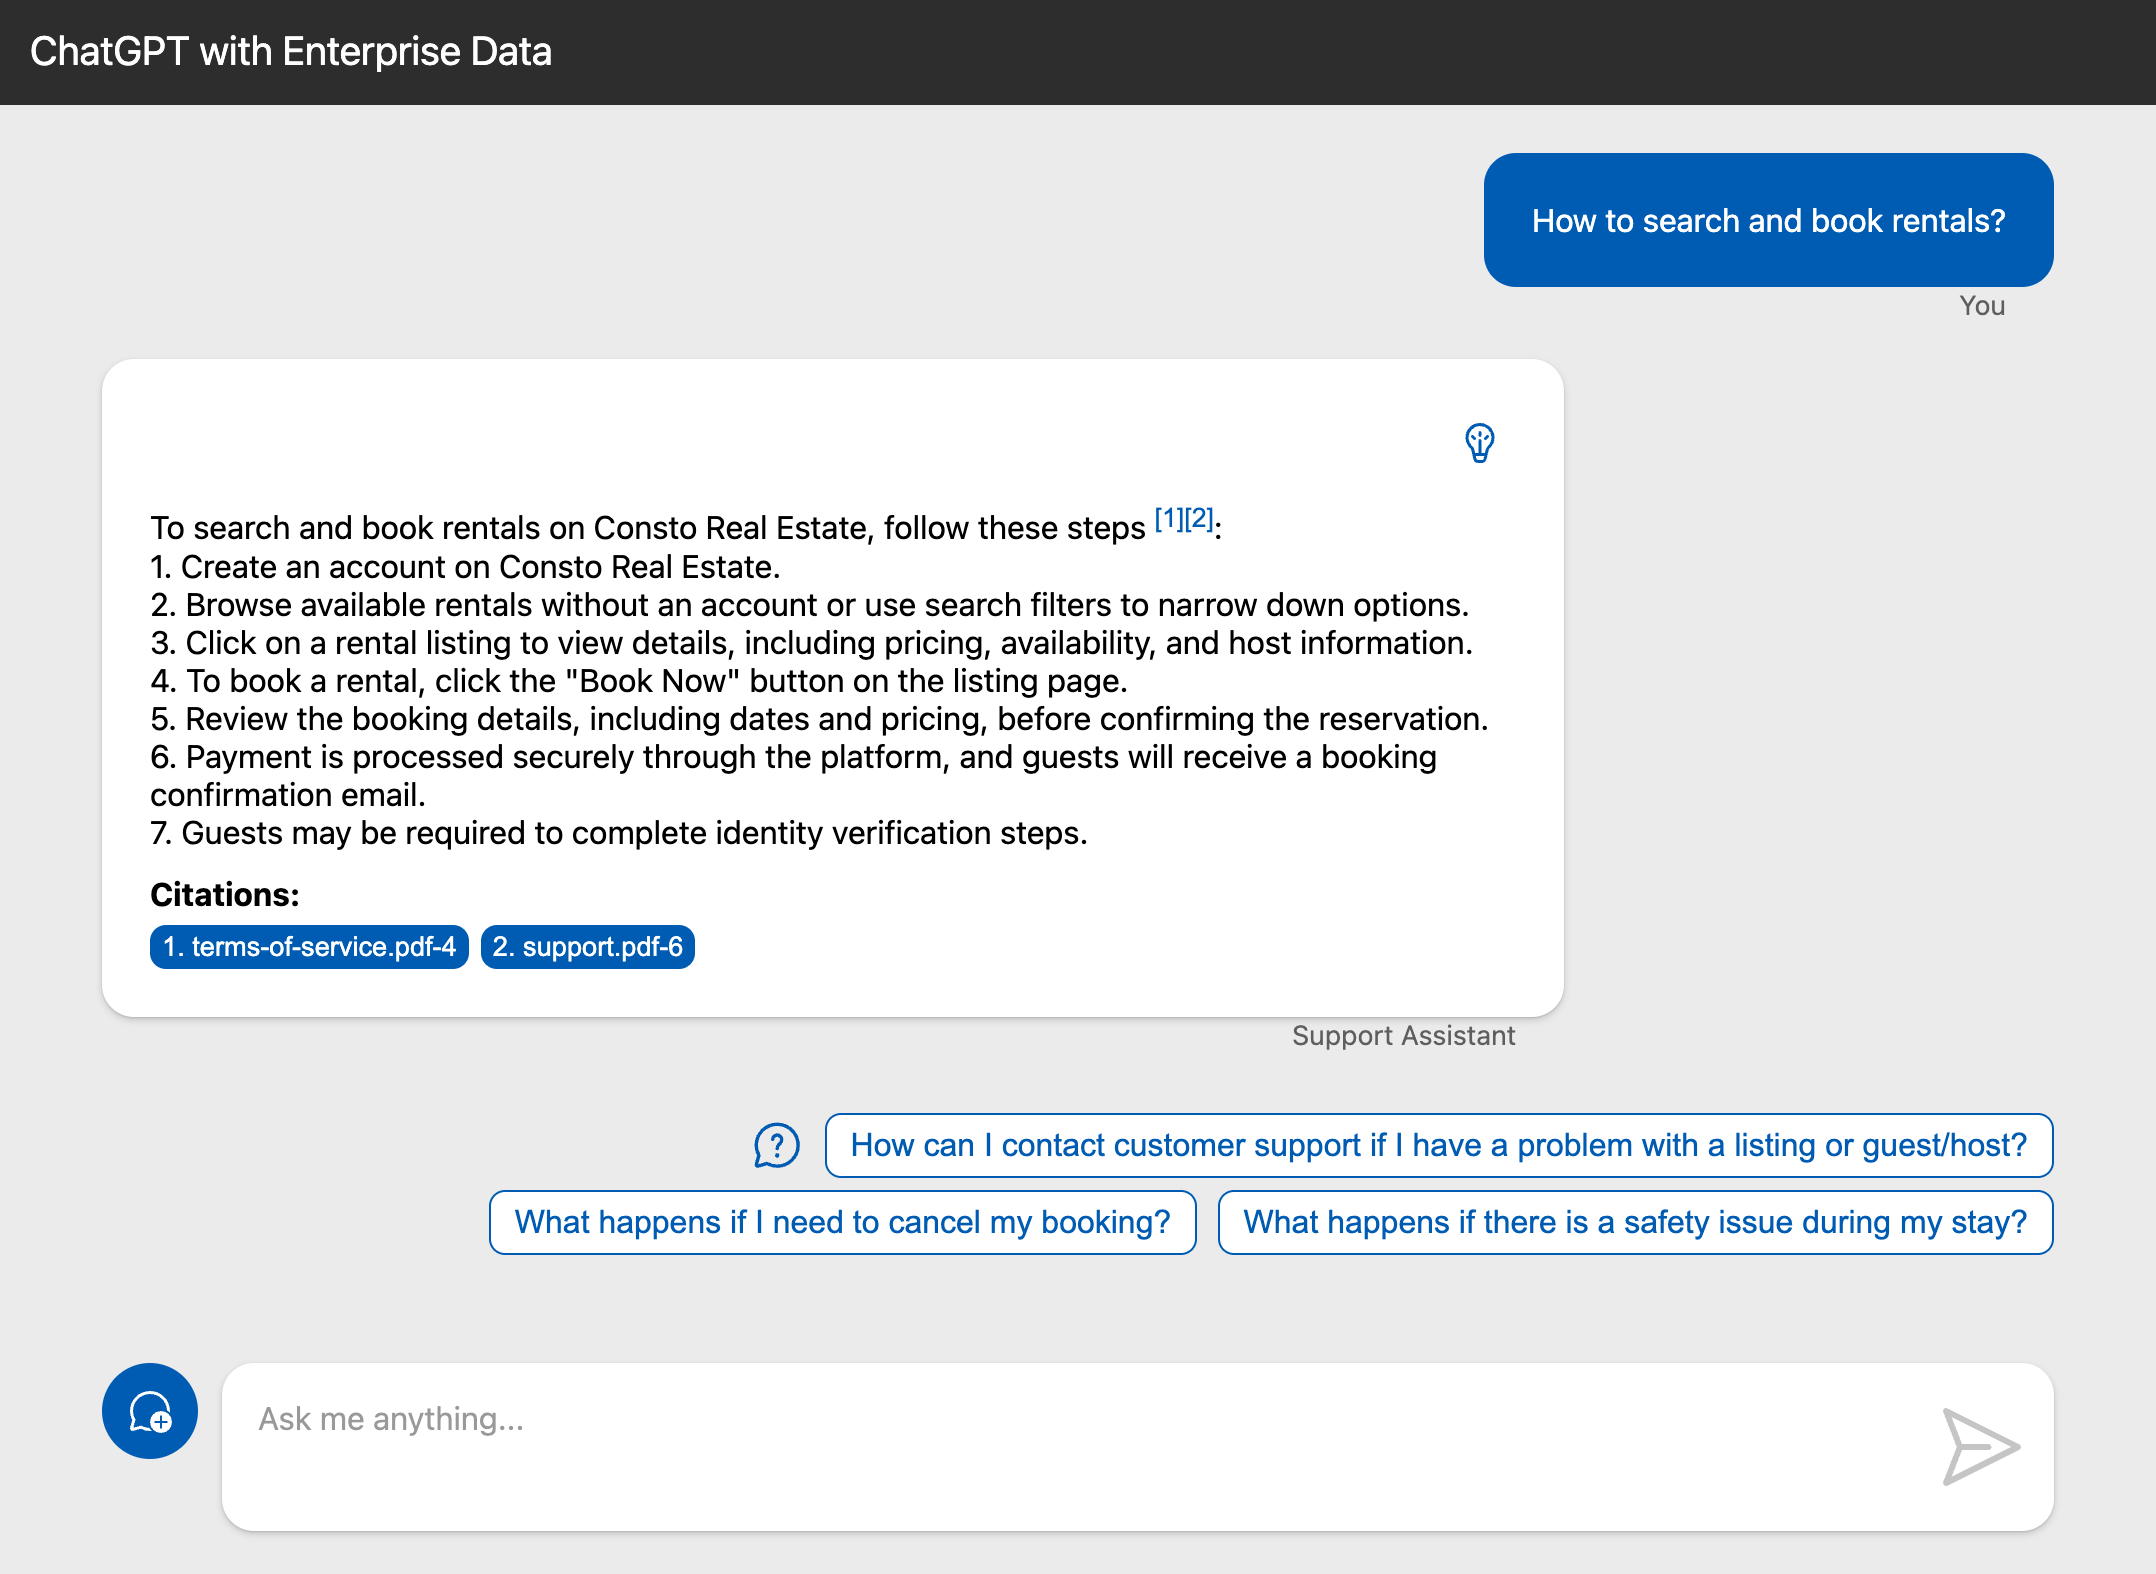 ChatGPT with Enterprise Data
How to search and book rentals?
You
To search and book rentals on Consto Real Estate, follow these steps [1][2]:
1. Create an account on Consto Real Estate.
2. Browse available rentals without an account or use search filters to narrow down options.
3. Click on a rental listing to view details, including pricing, availability, and host information.
4. To book a rental, click the "Book Now" button on the listing page.
5. Review the booking details, including dates and pricing, before confirming the reservation.
6. Payment is processed securely through the platform, and guests will receive a booking
confirmation email.
7. Guests may be required to complete identity verification steps.
Citations:
1. terms-of-service.pdf-4 2. support.pdf-6
Support Assistant
How can I contact customer support if I have a problem with a listing or guest/host?
What happens if I need to cancel my booking? What happens if there is a safety issue during my stay?
Ask me anything...